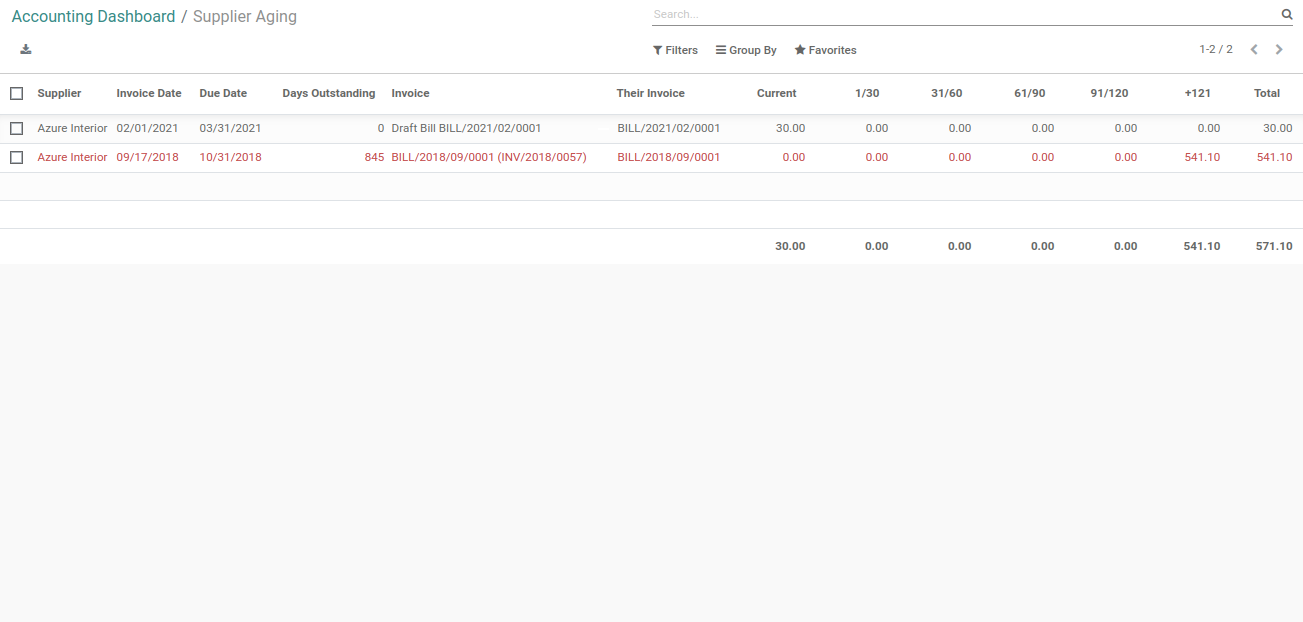 Accounting Dashboard / Supplier Aging
Search...
Filters Group By Favorites 1-2 / 2
Supplier Invoice Date Due Date Days Outstanding Invoice Their Invoice Current 1/30 31/60 61/90 91/120 +121 Total
Azure Interior 02/01/2021 03/31/2021 0 Draft Bill BILL/2021/02/0001 BILL/2021/02/0001 30.00 0.00 0.00 0.00 0.00 0.00 30.00
Azure Interior 09/17/2018 10/31/2018 845 BILL/2018/09/0001 (INV/2018/0057) BILL/2018/09/0001 0.00 0.00 0.00 0.00 0.00 541.10 541.10
30.00 0.00 0.00 0.00 0.00 541.10 571.10